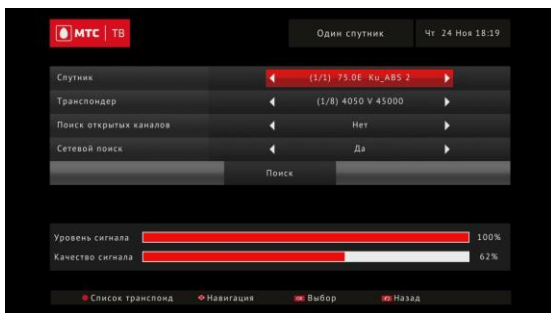 МТС ТВ Один спутник Чт 24 Ноя 18:19
Спутник (1/1) 75.0E Ku_ABS 2
Транспондер (1/8) 4050 V 45000
Поиск открытых каналов Нет
Сетевой поиск Да
Поиск
Уровень сигнала 100%
Качество сигнала 62%
Список транспонд Навигация OK Выбор Назад